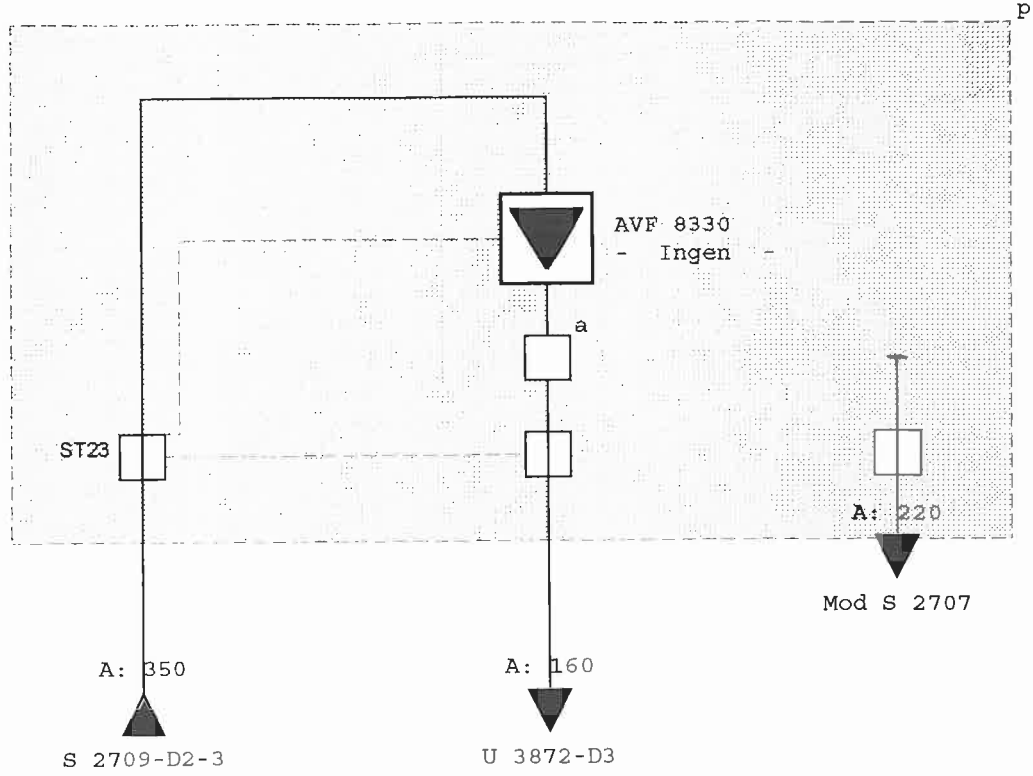 p
AVF 8330
- Ingen -
a
ST23
A: 220
Mod S 2707
A: 350
A: 160
S 2709-D2-3
U 3872-D3